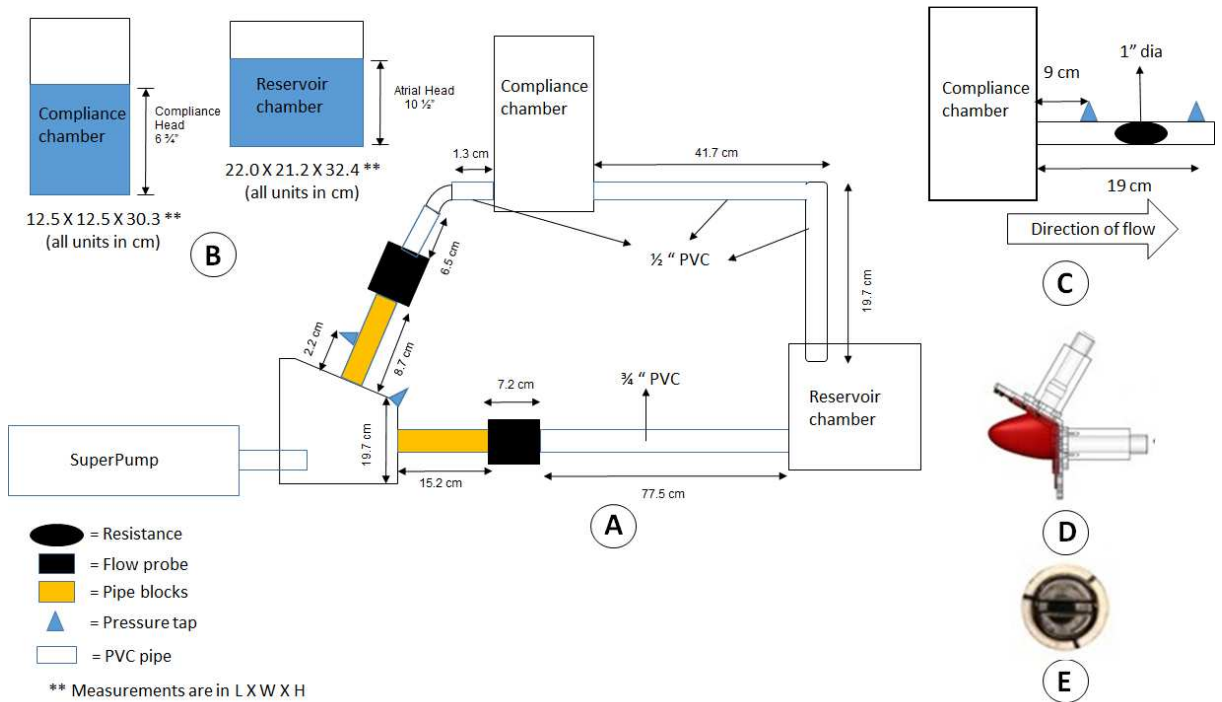 Compliance
chamber
Compliance
Head
6 ¾"
12.5 X 12.5 X 30.3 **
(all units in cm)
Reservoir
chamber
Atrial Head
10 ½"
22.0 X 21.2 X 32.4 **
(all units in cm)
B
Compliance
chamber
1.3 cm
41.7 cm
6.5 cm
½ " PVC
19.7 cm
2.2 cm
8.7 cm
7.2 cm
¾ " PVC
Reservoir
chamber
SuperPump
19.7 cm
15.2 cm
77.5 cm
A
= Resistance
= Flow probe
= Pipe blocks
= Pressure tap
= PVC pipe
** Measurements are in L X W X H
Compliance
chamber
9 cm
1" dia
19 cm
Direction of flow
C
D
E